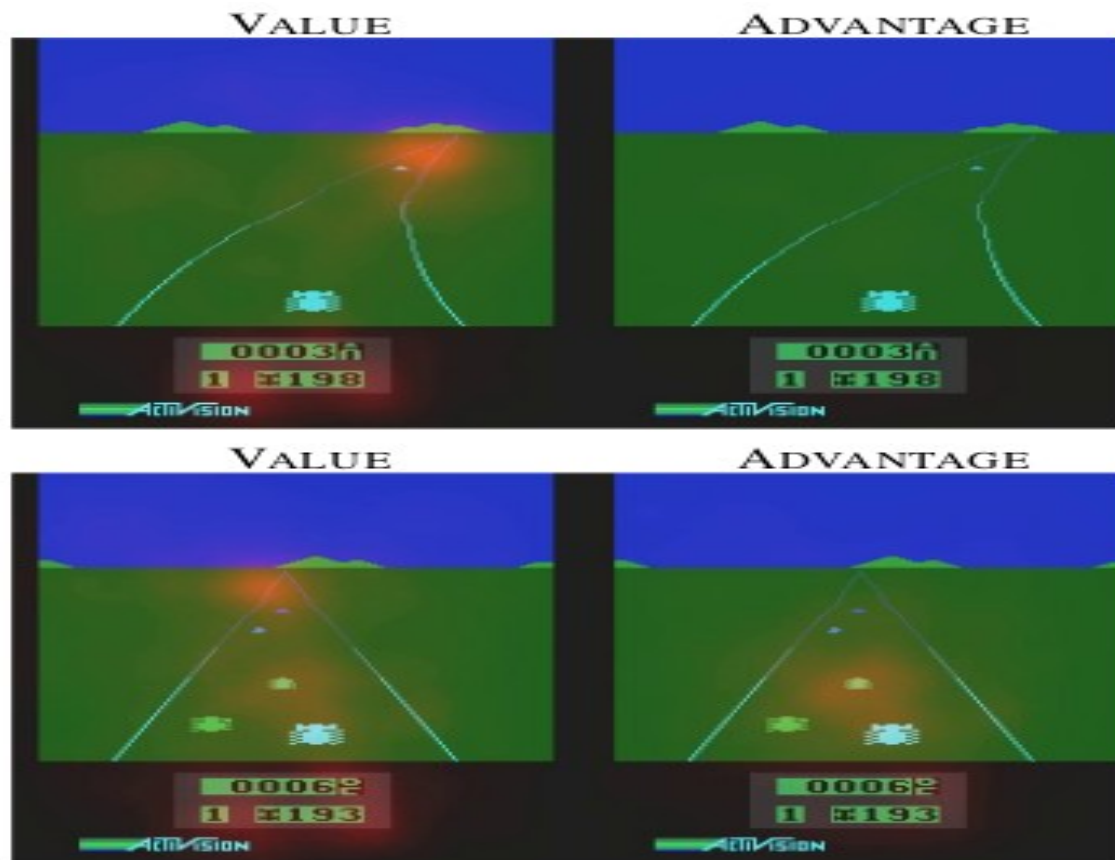 VALUE ADVANTAGE
0003 0003
1 198 1 198
ACTIVISION ACTIVISION
VALUE ADVANTAGE
0006 0006
1 193 1 193
ACTIVISION ACTIVISION